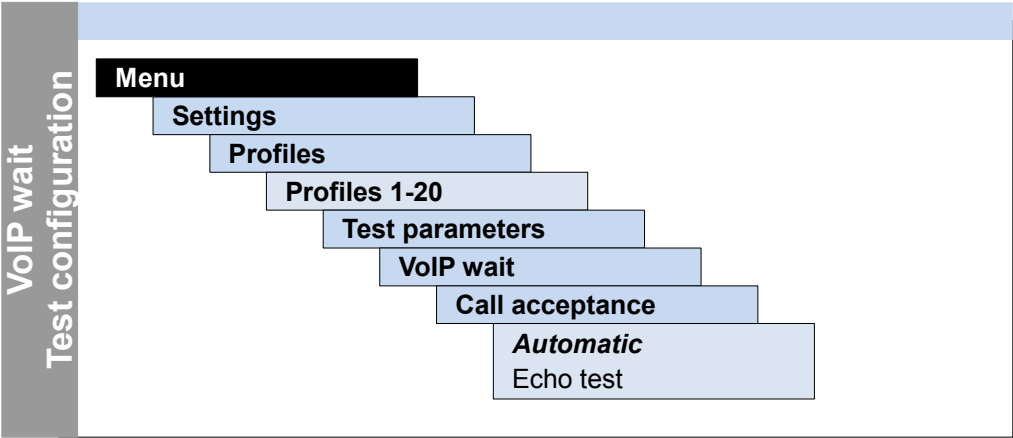 VoIP wait
Test configuration
Menu
Settings
Profiles
Profiles 1-20
Test parameters
VoIP wait
Call acceptance
Automatic
Echo test